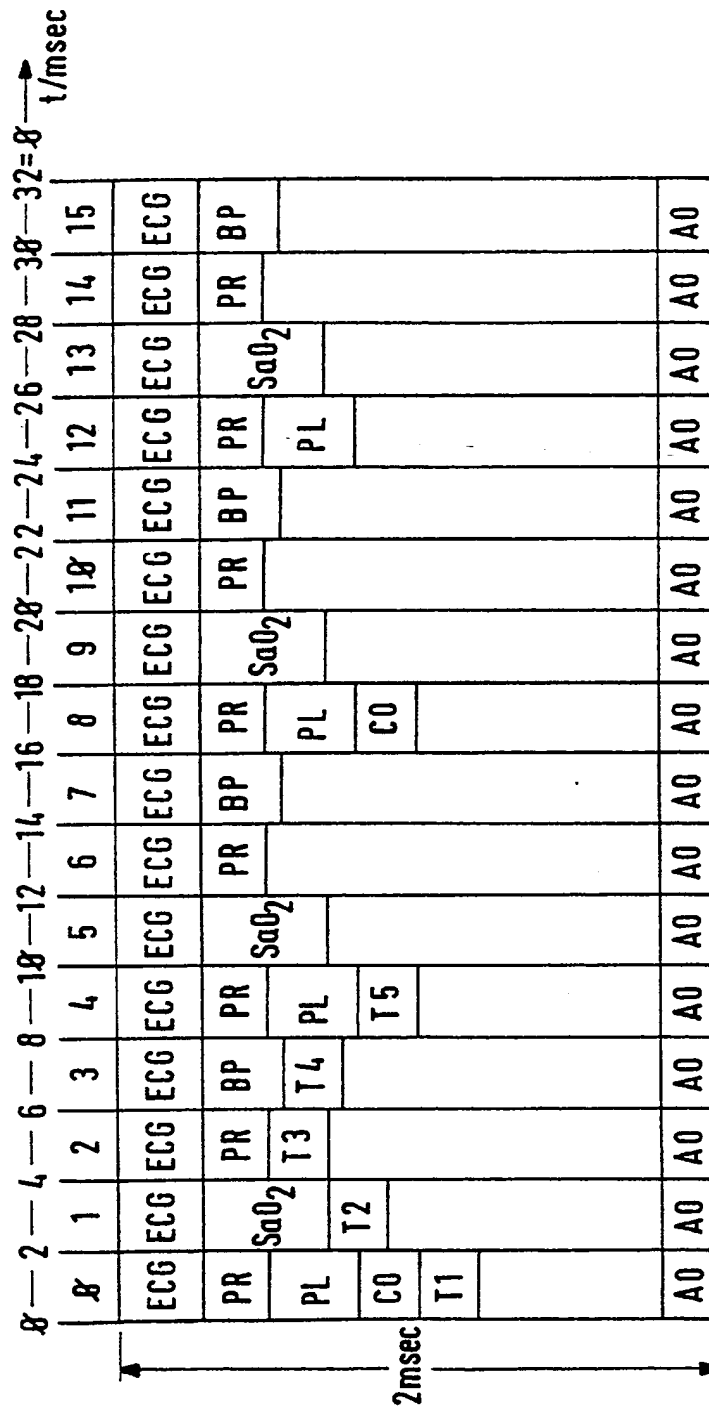 0 — 2 — 4 — 6 — 8 — 10 — 12 — 14 — 16 — 18 — 20 — 22 — 24 — 26 — 28 — 30 — 32=0 → t/msec
0 1 2 3 4 5 6 7 8 9 10 11 12 13 14 15
ECG ECG ECG ECG ECG ECG ECG ECG ECG ECG ECG ECG ECG ECG ECG ECG
PR SaO₂ PR BP PR SaO₂ PR BP PR SaO₂ PR BP PR SaO₂ PR BP
PL T2 T3 T4 PL PL PL
CO T5 CO
T1
AO AO AO AO AO AO AO AO AO AO AO AO AO AO AO AO
2msec